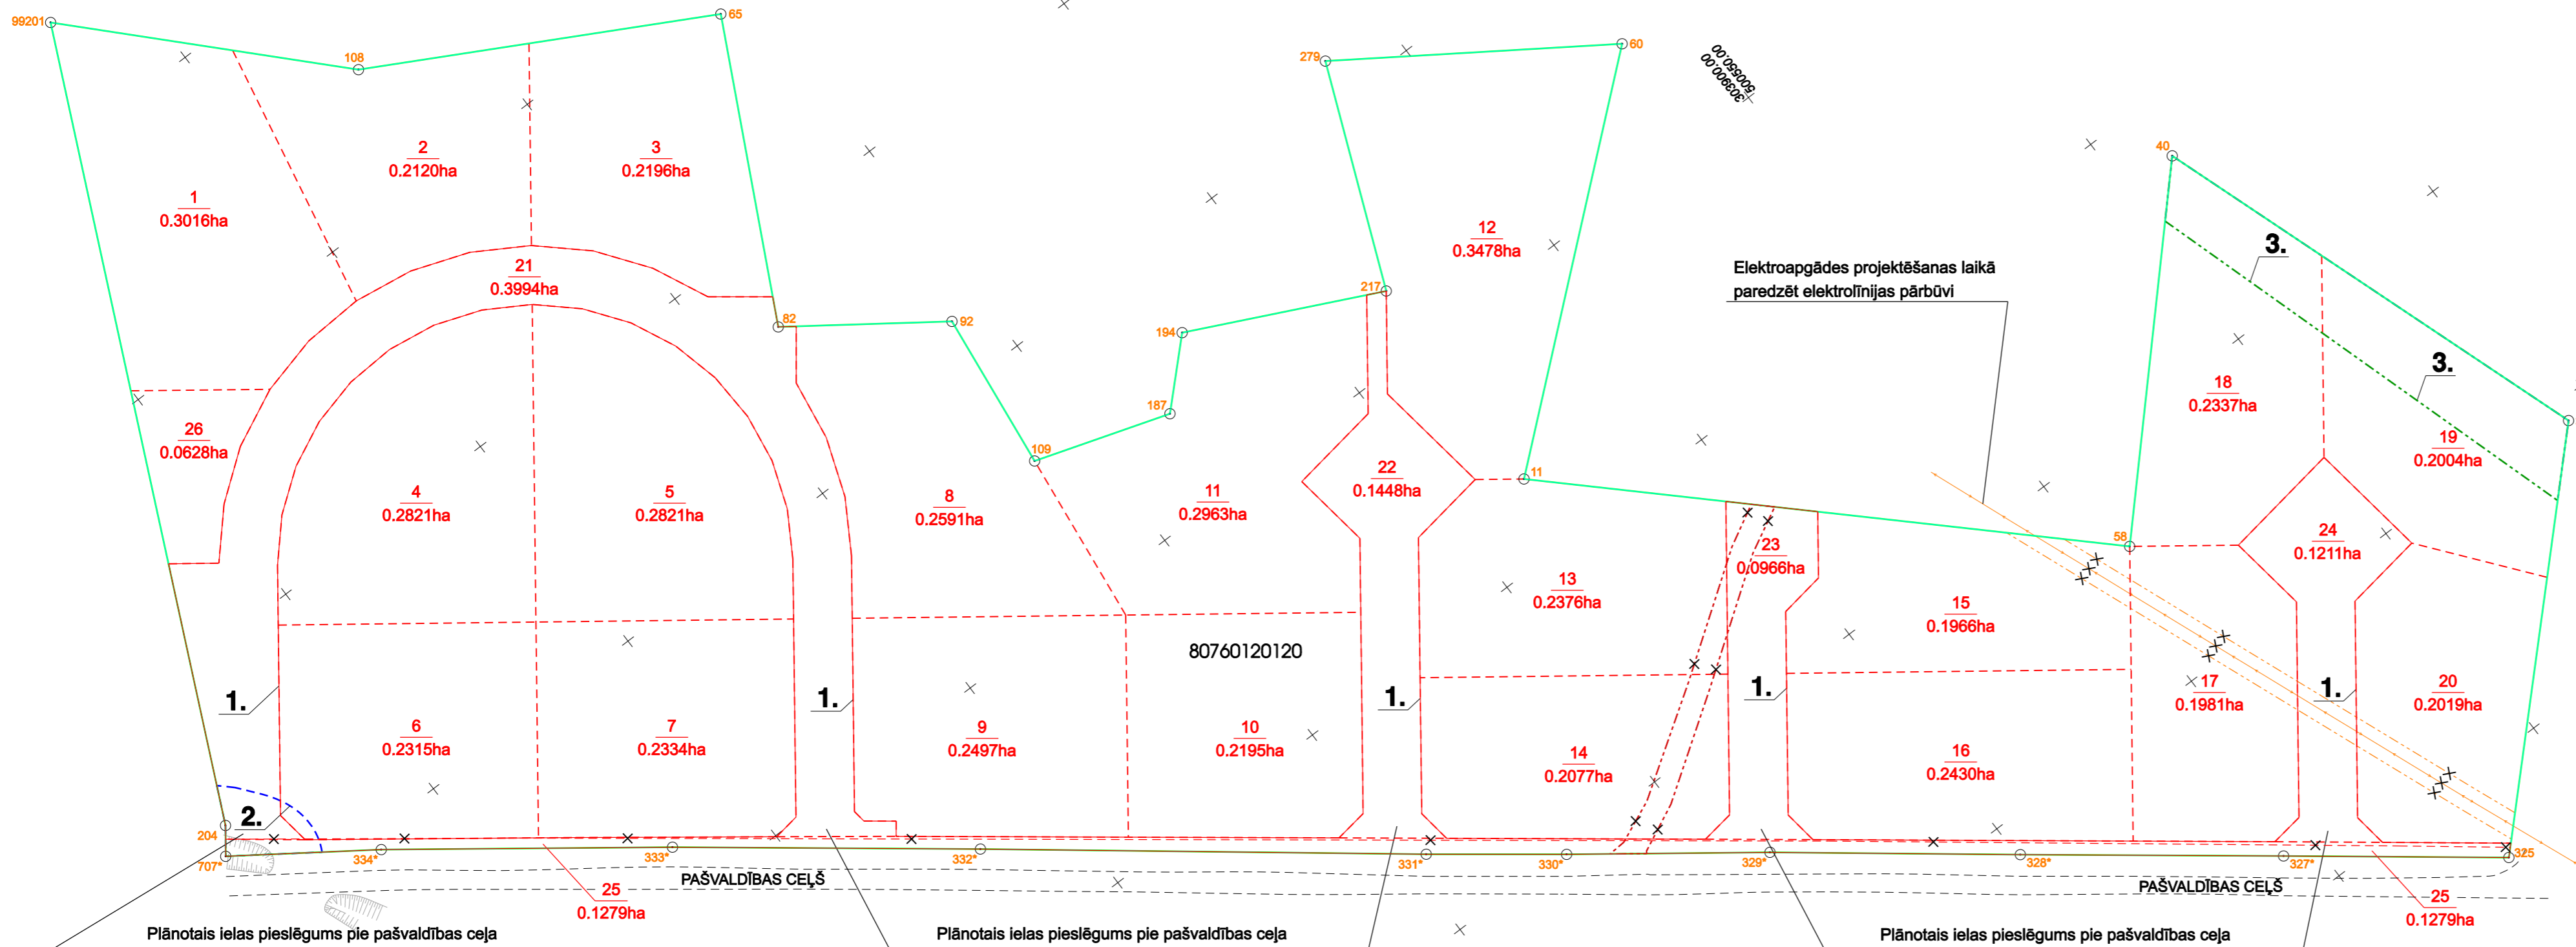 99201
108
65
279
60
303900.00
500550.00
40
1
0.3016ha
2
0.2120ha
3
0.2196ha
12
0.3478ha
3.
Elektroapgādes projektēšanas laikā
paredzēt elektrolīnijas pārbūvi
21
0.3994ha
217
82
92
194
3.
18
0.2337ha
187
26
0.0628ha
19
0.2004ha
109
11
4
0.2821ha
5
0.2821ha
8
0.2591ha
11
0.2963ha
22
0.1448ha
58
24
0.1211ha
23
0.0966ha
13
0.2376ha
15
0.1966ha
80760120120
1.
1.
1.
1.
1.
17
0.1981ha
20
0.2019ha
6
0.2315ha
7
0.2334ha
9
0.2497ha
10
0.2195ha
14
0.2077ha
16
0.2430ha
2.
204
707*
334*
333*
332*
331*
330*
329*
328*
327*
25
0.1279ha
PAŠVALDĪBAS CEĻŠ
PAŠVALDĪBAS CEĻŠ
25
0.1279ha
Plānotais ielas pieslēgums pie pašvaldības ceļa
Plānotais ielas pieslēgums pie pašvaldības ceļa
Plānotais ielas pieslēgums pie pašvaldības ceļa